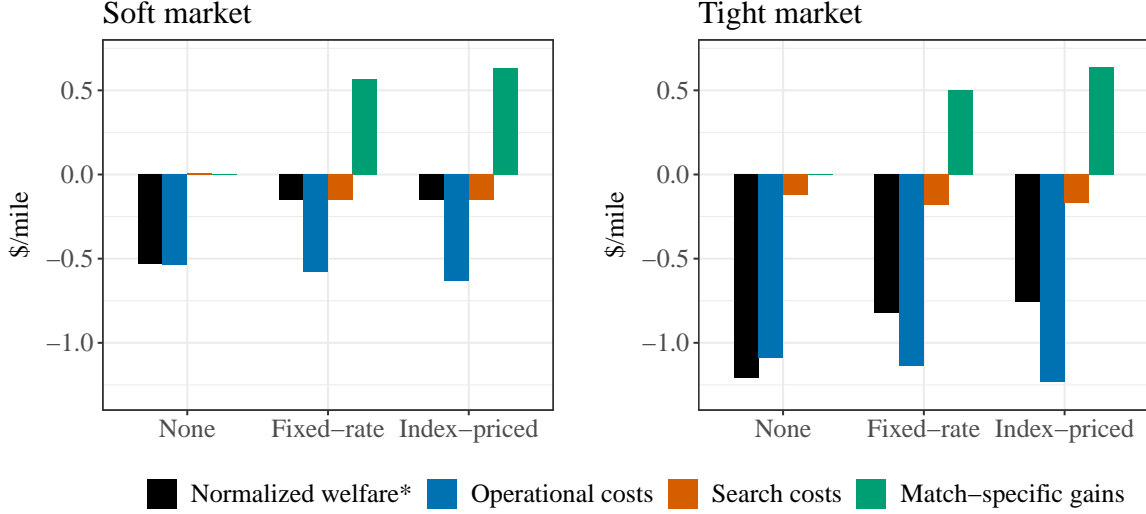 Soft market
Tight market
$/mile
0.5
0.0
−0.5
−1.0
None Fixed−rate Index−priced
$/mile
0.5
0.0
−0.5
−1.0
None Fixed−rate Index−priced
Normalized welfare* Operational costs Search costs Match−specific gains